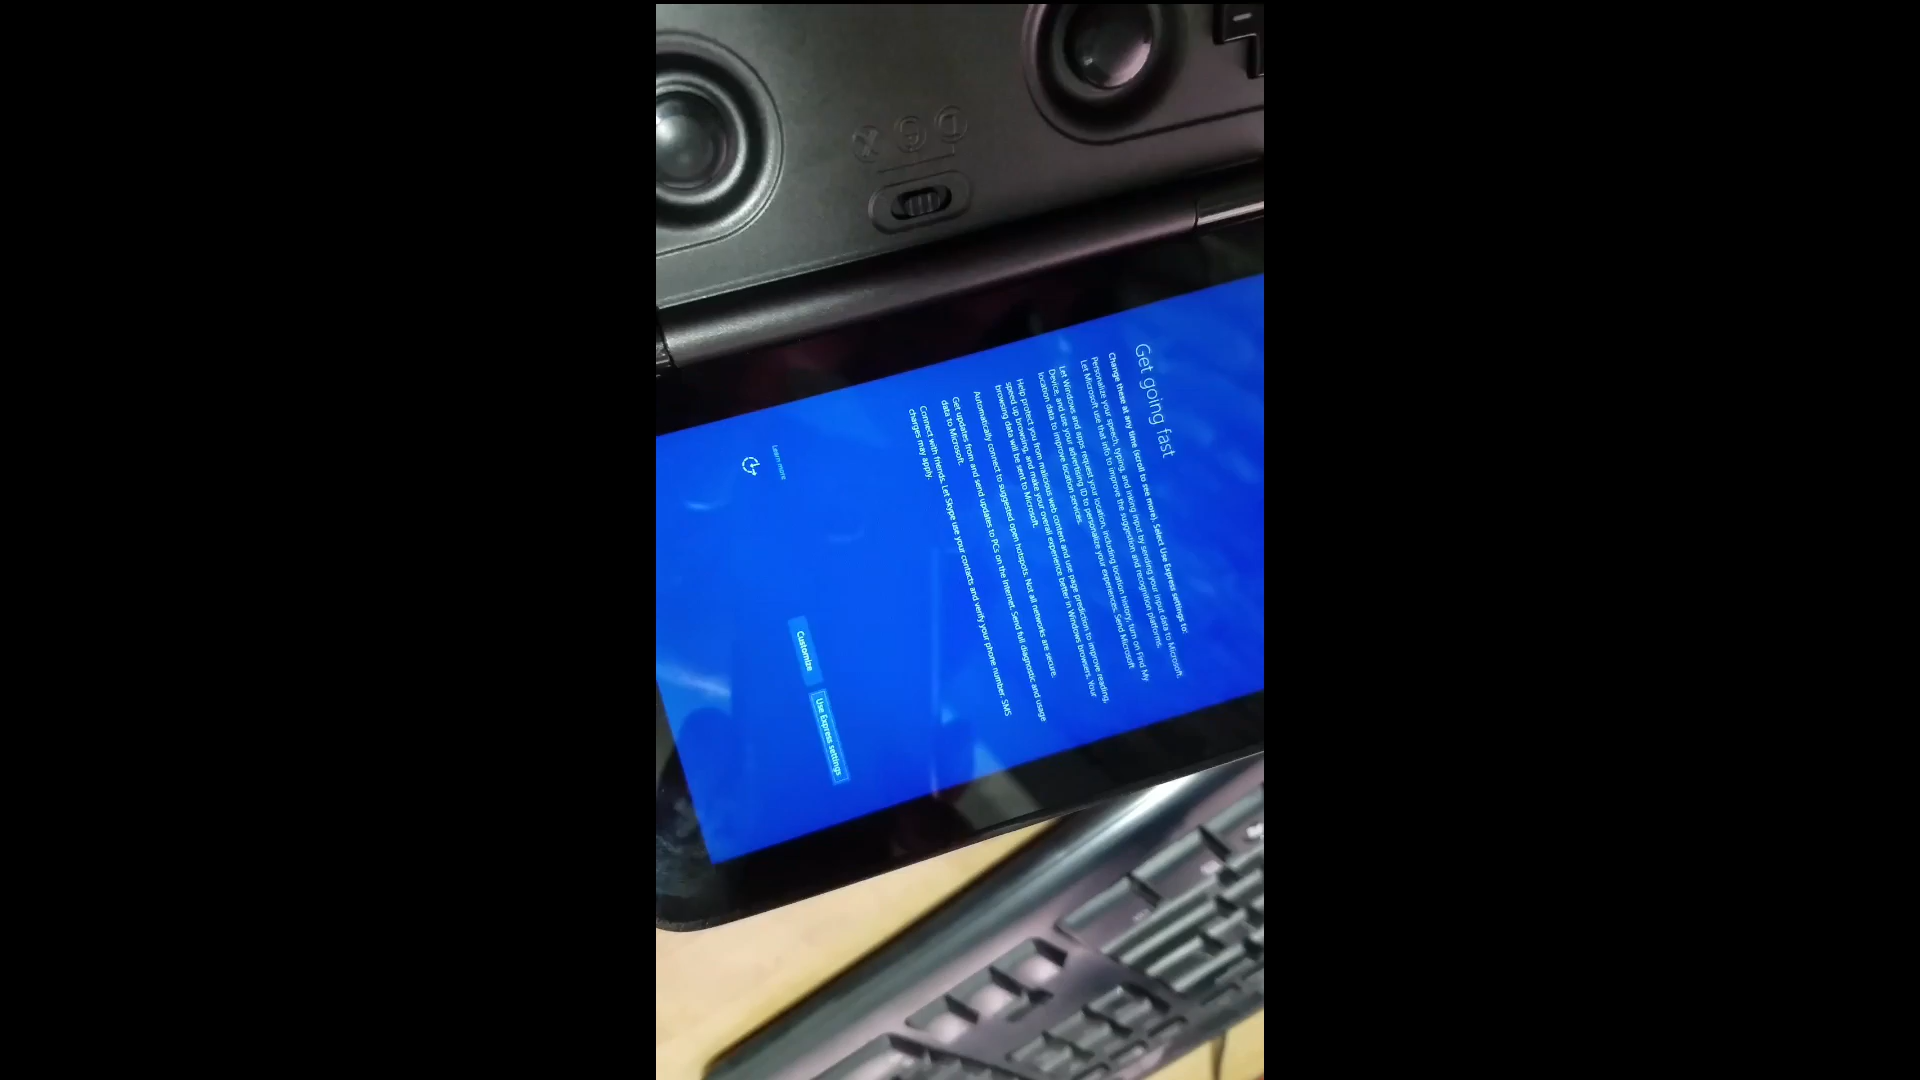 X G D
Get going fast
Change these at any time (scroll to see more). Select Use Express settings to:
Personalize your speech, typing, and inking input by sending your input data to Microsoft.
Let Microsoft use that info to improve the suggestion and recognition platforms.
Let Windows and apps request your location, including location history, turn on Find My
Device, and use your advertising ID to personalize your experiences. Send Microsoft
location data to improve location services.
Help protect you from malicious web content and use page prediction to improve reading,
speed up browsing, and make your overall experience better in Windows browsers. Your
browsing data will be sent to Microsoft.
Automatically connect to suggested open hotspots. Not all networks are secure.
Get updates from and send updates to PCs on the Internet. Send full diagnostic and usage
data to Microsoft.
Connect with friends. Let Skype use your contacts and verify your phone number. SMS
charges may apply.
Learn more
Customize
Use Express settings